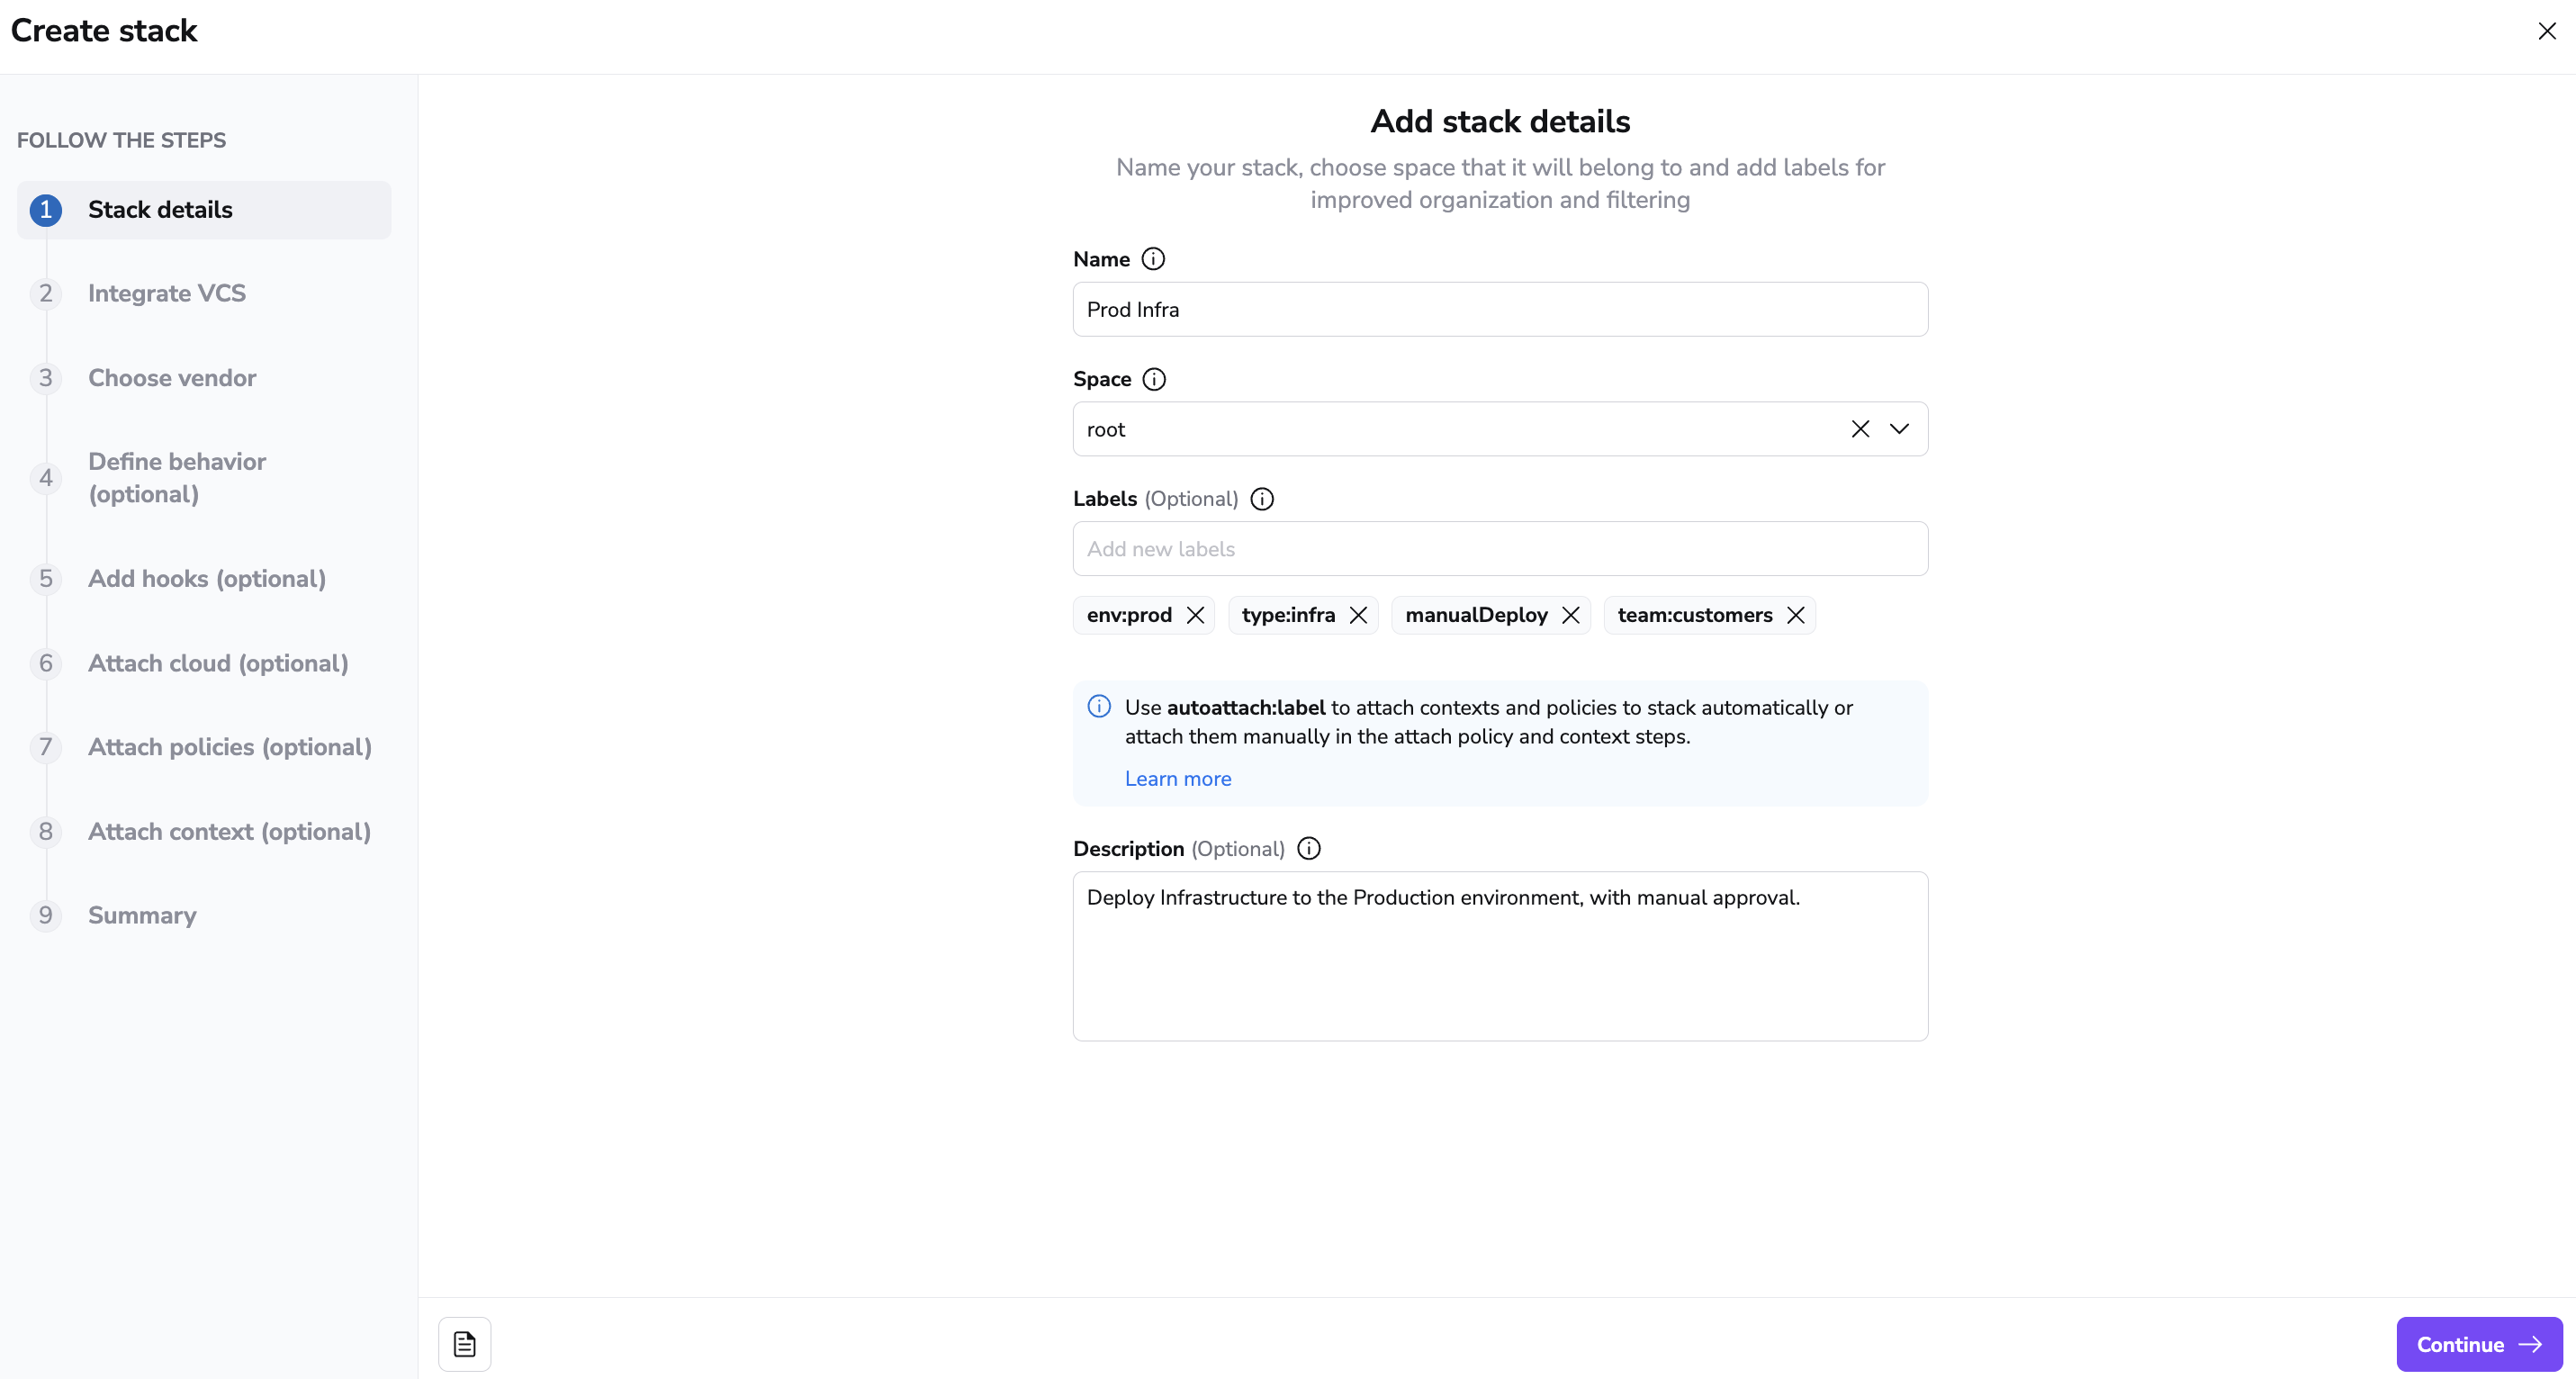 Create stack
FOLLOW THE STEPS
1 Stack details
2 Integrate VCS
3 Choose vendor
4 Define behavior
(optional)
5 Add hooks (optional)
6 Attach cloud (optional)
7 Attach policies (optional)
8 Attach context (optional)
9 Summary
Add stack details
Name your stack, choose space that it will belong to and add labels for
improved organization and filtering
Name
Prod Infra
Space
root
Labels (Optional)
Add new labels
env:prod type:infra manualDeploy team:customers
Use autoattach:label to attach contexts and policies to stack automatically or
attach them manually in the attach policy and context steps.
Learn more
Description (Optional)
Deploy Infrastructure to the Production environment, with manual approval.
Continue